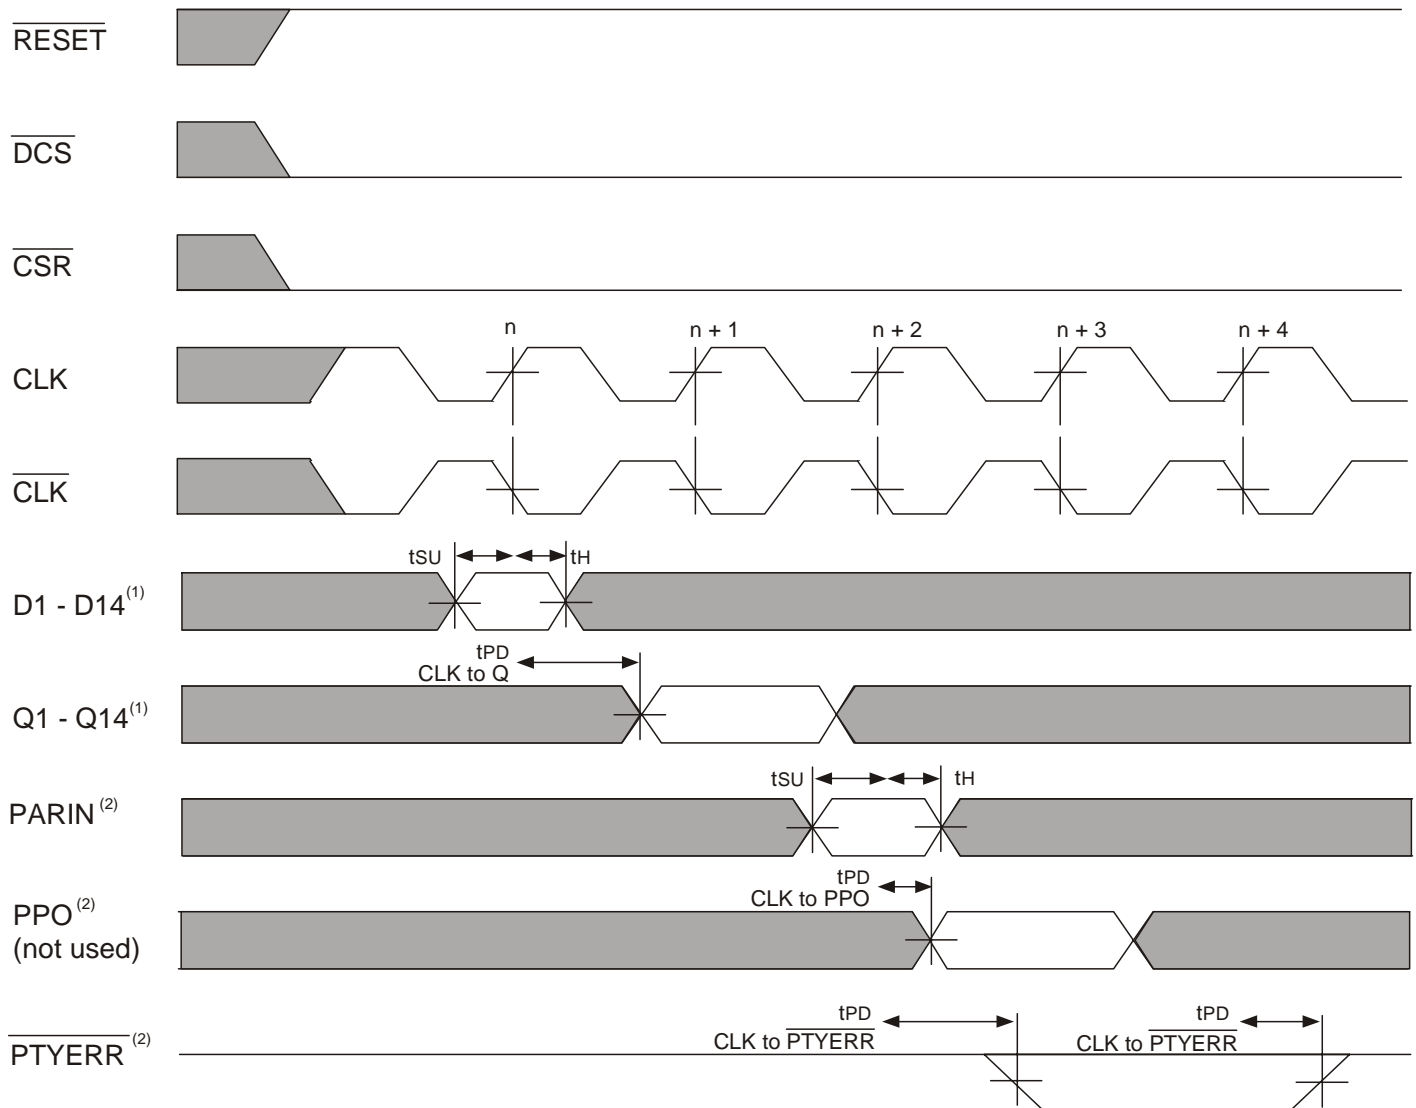 RESET
DCS
CSR
n n + 1 n + 2 n + 3 n + 4
CLK
CLK
tSU tH
D1 - D14(1)
tPD
CLK to Q
Q1 - Q14(1)
tSU tH
PARIN(2)
tPD
CLK to PPO
PPO(2)
(not used)
tPD tPD
CLK to PTYERR CLK to PTYERR
PTYERR(2)